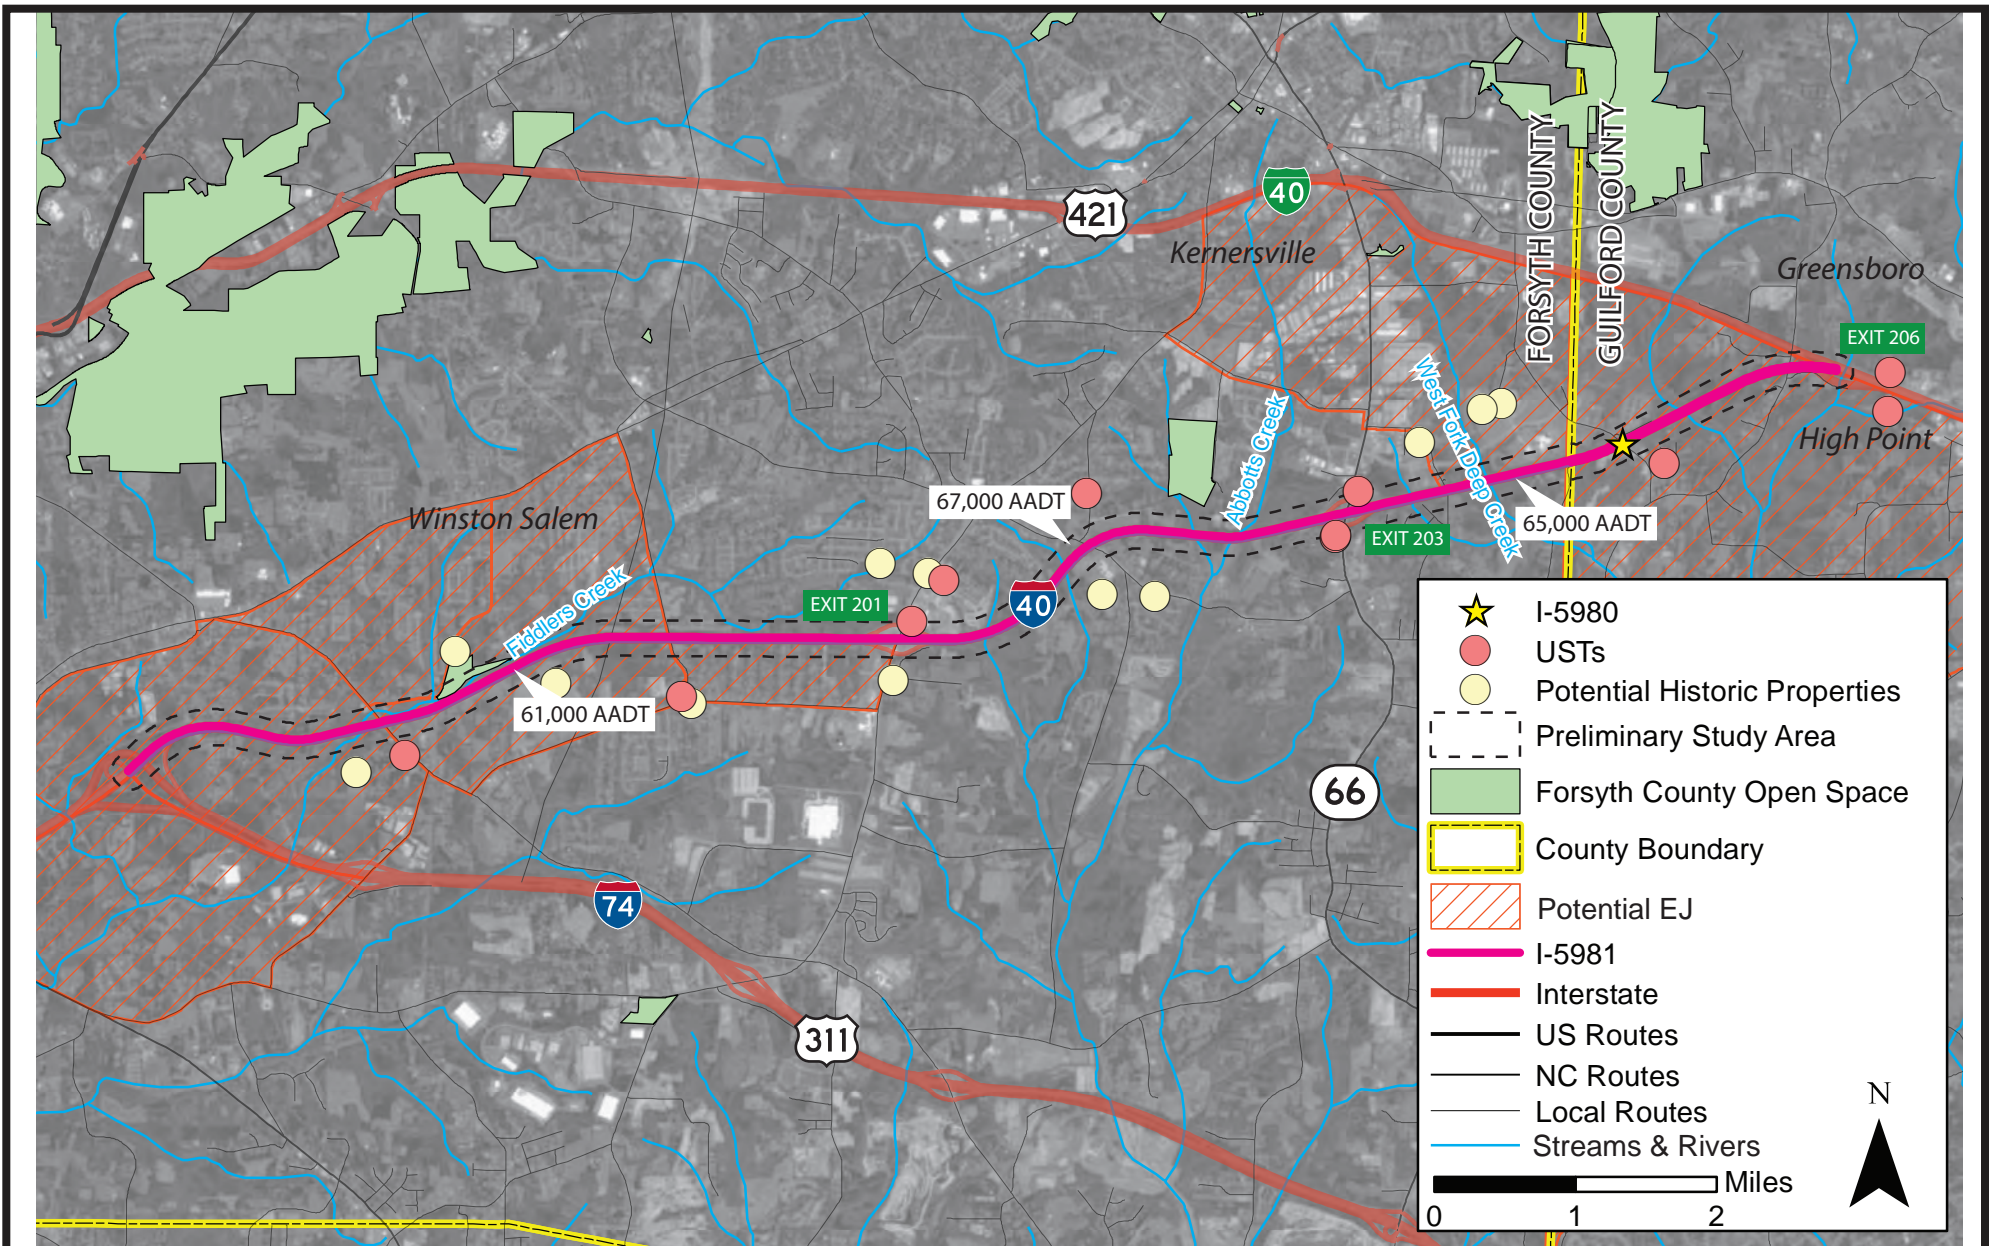 421
40
Kernersville
FORSYTH COUNTY
GUILFORD COUNTY
Greensboro
EXIT 206
High Point
West Fork Deep Creek
Abbotts Creek
Winston Salem
67,000 AADT
65,000 AADT
EXIT 203
EXIT 201
40
Fiddlers Creek
61,000 AADT
66
74
311
I-5980
USTs
Potential Historic Properties
Preliminary Study Area
Forsyth County Open Space
County Boundary
Potential EJ
I-5981
Interstate
US Routes
NC Routes
Local Routes
Streams & Rivers
Miles
0 1 2
N